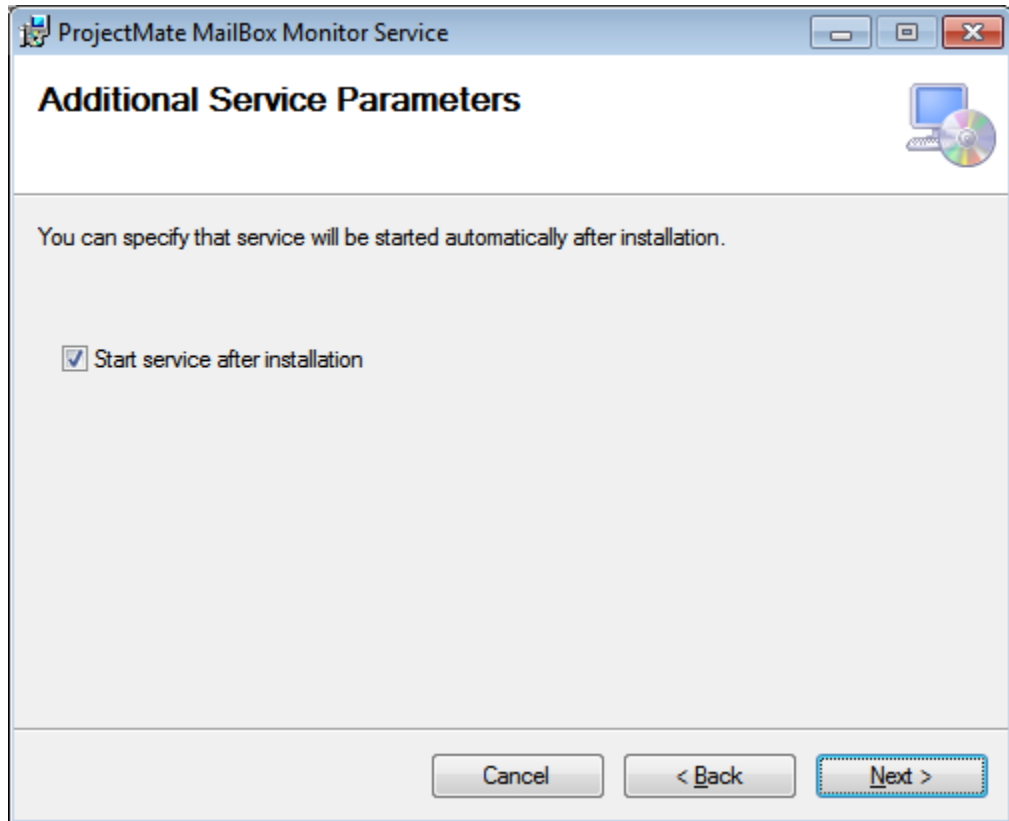 ProjectMate MailBox Monitor Service
Additional Service Parameters
You can specify that service will be started automatically after installation.
Start service after installation
Cancel
< Back
Next >